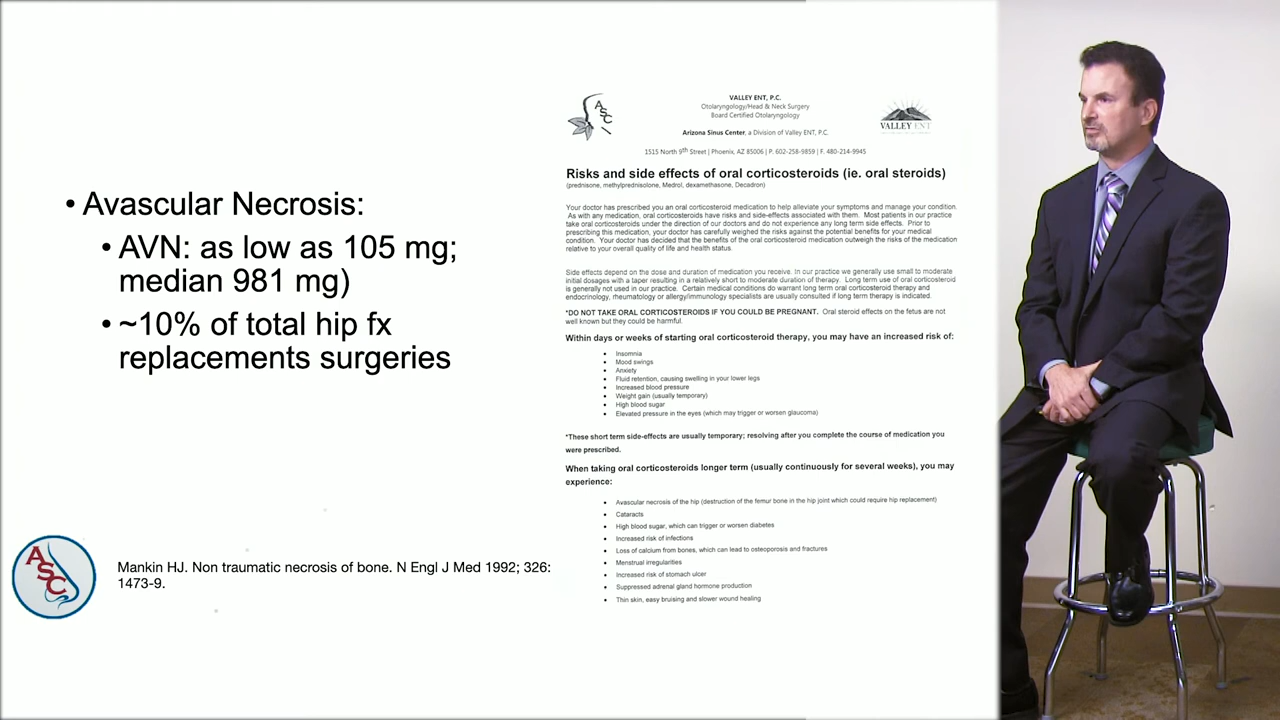 • Avascular Necrosis:
• AVN: as low as 105 mg;
median 981 mg)
• ~10% of total hip fx
replacements surgeries
ASC
Mankin HJ. Non traumatic necrosis of bone. N Engl J Med 1992; 326:
1473-9.
ASC
VALLEY ENT, P.C.
Otolaryngology/Head & Neck Surgery
Board Certified Otolaryngology
Arizona Sinus Center, a Division of Valley ENT, P.C.
VALLEY ENT
1515 North 9th Street | Phoenix, AZ 85006 | P. 602-258-9859 | F. 480-214-9945
Risks and side effects of oral corticosteroids (ie. oral steroids)
(prednisone, methylprednisolone, Medrol, dexamethasone, Decadron)
Your doctor has prescribed you an oral corticosteroid medication to help alleviate your symptoms and manage your condition.
As with any medication, oral corticosteroids have risks and side-effects associated with them. Most patients in our practice
take oral corticosteroids under the direction of our doctors and do not experience any long term side effects. Prior to
prescribing this medication, your doctor has carefully weighed the risks against the potential benefits for your medical
condition. Your doctor has decided that the benefits of the oral corticosteroid medication outweigh the risks of the medication
relative to your overall quality of life and health status.
Side effects depend on the dose and duration of medication you receive. In our practice we generally use small to moderate
initial dosages with a taper resulting in a relatively short to moderate duration of therapy. Long term use of oral corticosteroid
is generally not used in our practice. Certain medical conditions do warrant long term oral corticosteroid therapy and
endocrinology, rheumatology or allergy/immunology specialists are usually consulted if long term therapy is indicated.
*DO NOT TAKE ORAL CORTICOSTEROIDS IF YOU COULD BE PREGNANT. Oral steroid effects on the fetus are not
well known but they could be harmful.
Within days or weeks of starting oral corticosteroid therapy, you may have an increased risk of:
• Insomnia
• Mood swings
• Anxiety
• Fluid retention, causing swelling in your lower legs
• Increased blood pressure
• Weight gain (usually temporary)
• High blood sugar
• Elevated pressure in the eyes (which may trigger or worsen glaucoma)
*These short term side-effects are usually temporary; resolving after you complete the course of medication you
were prescribed.
When taking oral corticosteroids longer term (usually continuously for several weeks), you may
experience:
• Avascular necrosis of the hip (destruction of the femur bone in the hip joint which could require hip replacement)
• Cataracts
• High blood sugar, which can trigger or worsen diabetes
• Increased risk of infections
• Loss of calcium from bones, which can lead to osteoporosis and fractures
• Menstrual irregularities
• Increased risk of stomach ulcer
• Suppressed adrenal gland hormone production
• Thin skin, easy bruising and slower wound healing